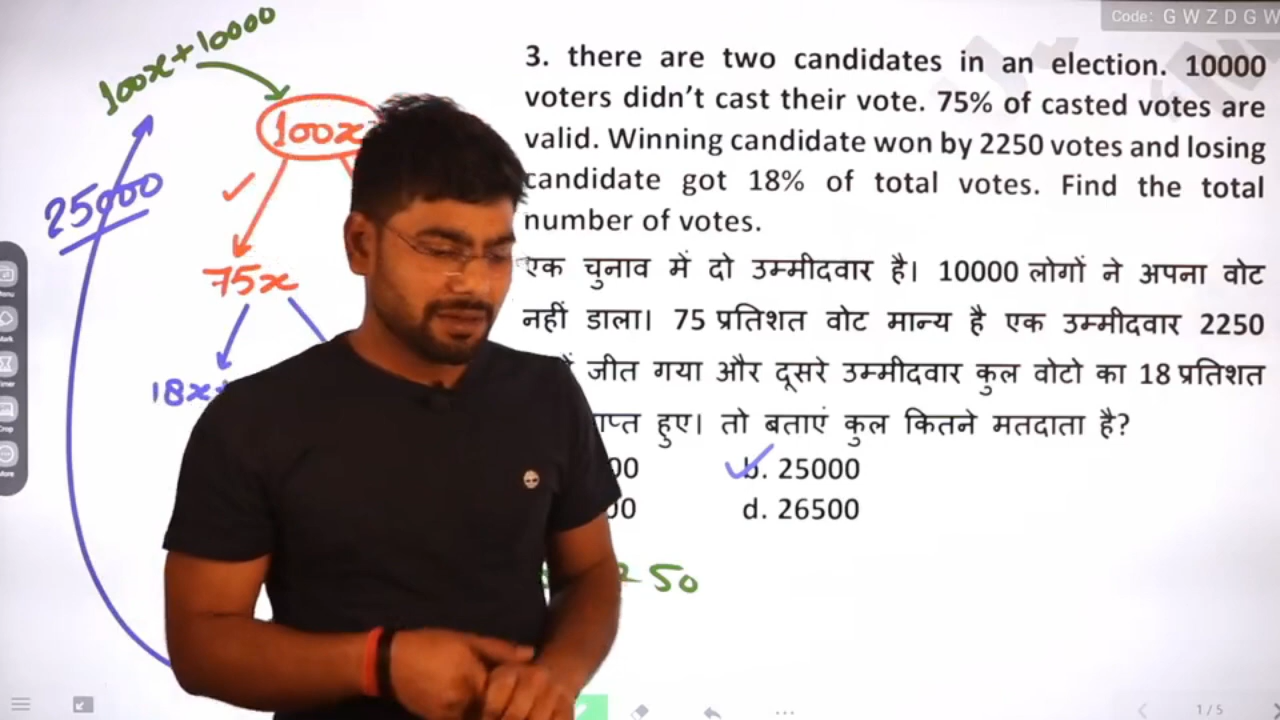 Code: G W Z D G W
100x+10000
100x
25000
75x
18x+
3. there are two candidates in an election. 10000
voters didn't cast their vote. 75% of casted votes are
valid. Winning candidate won by 2250 votes and losing
candidate got 18% of total votes. Find the total
number of votes.
एक चुनाव में दो उम्मीदवार है। 10000 लोगों ने अपना वोट
नहीं डाला। 75 प्रतिशत वोट मान्य है एक उम्मीदवार 2250
जीत गया और दूसरे उम्मीदवार कुल वोटो का 18 प्रतिशत
हुए। तो बताएं कुल कितने मतदाता है?
b. 25000
d. 26500
50
1 / 5